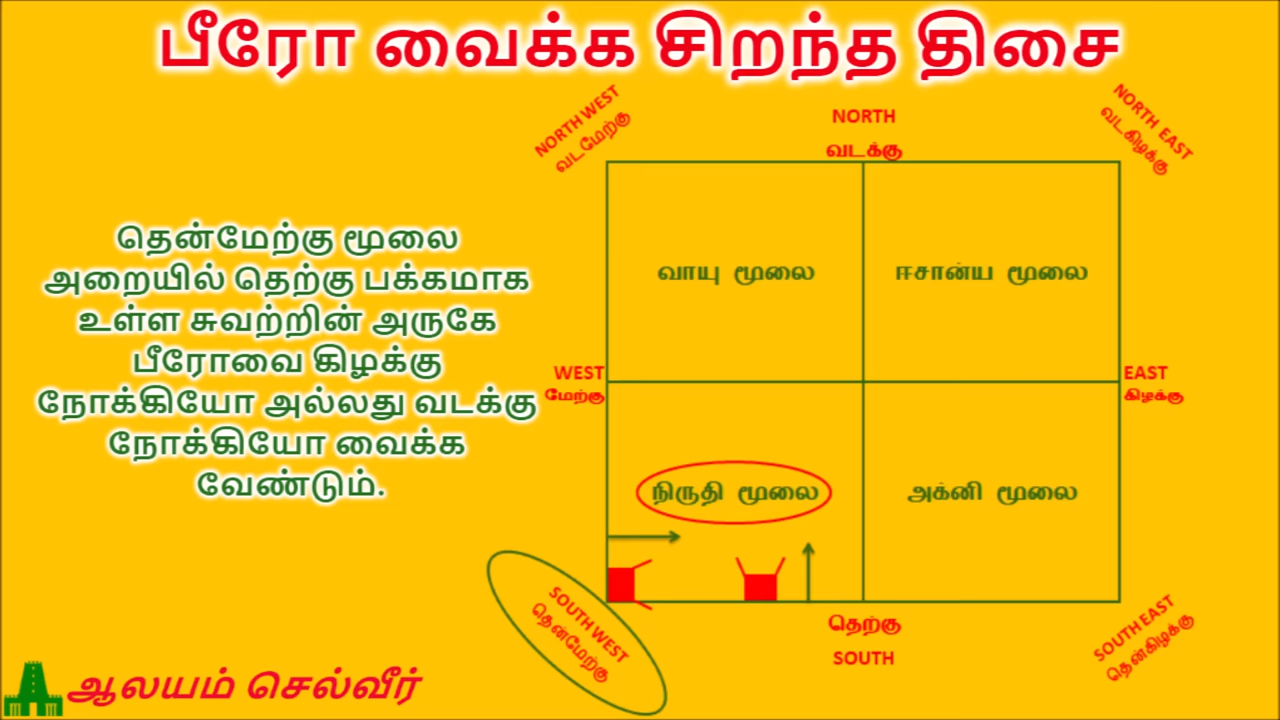 பீரோ வைக்க சிறந்த திசை
NORTH WEST
வடமேற்கு
NORTH
வடக்கு
NORTH EAST
வடகிழக்கு
தென்மேற்கு மூலை
அறையில் தெற்கு பக்கமாக
உள்ள சுவற்றின் அருகே
பீரோவை கிழக்கு
நோக்கியோ அல்லது வடக்கு
நோக்கியோ வைக்க
வேண்டும்.
வாயு மூலை
ஈசான்ய மூலை
WEST
மேற்கு
EAST
கிழக்கு
நிருதி மூலை
அக்னி மூலை
SOUTH WEST
தென்மேற்கு
தெற்கு
SOUTH
SOUTH EAST
தென்கிழக்கு
ஆலயம் செல்வீர்